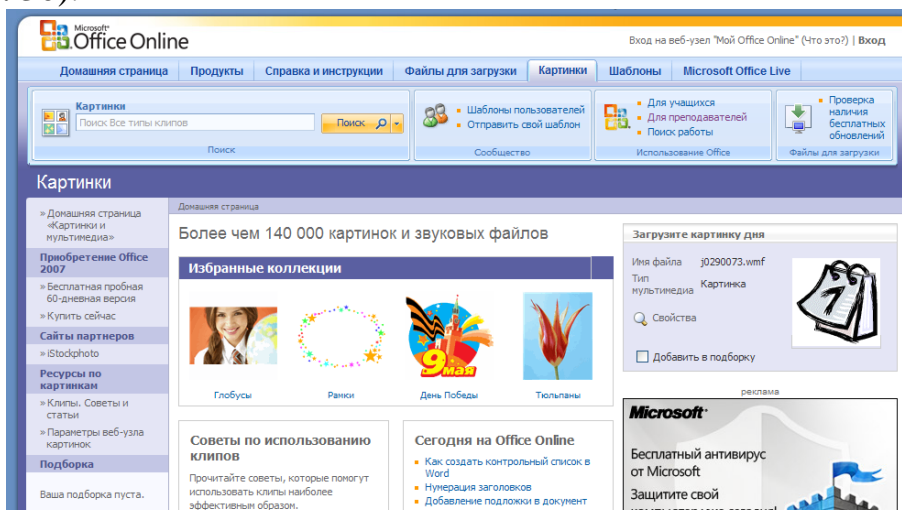 Microsoft®
Office Online
Вход на веб-узел "Мой Office Online" (Что это?) | Вход
Домашняя страница Продукты Справка и инструкции Файлы для загрузки Картинки Шаблоны Microsoft Office Live
Картинки
Поиск Все типы клипов
Поиск
Поиск
Шаблоны пользователей
Отправить свой шаблон
Сообщество
Для учащихся
Для преподавателей
Поиск работы
Использование Office
Проверка
наличия
бесплатных
обновлений
Файлы для загрузки
Картинки
» Домашняя страница
«Картинки и
мультимедиа»
Приобретение Office
2007
» Бесплатная пробная
60-дневная версия
» Купить сейчас
Сайты партнеров
» iStockphoto
Ресурсы по
картинкам
» Клипы. Советы и
статьи
» Параметры веб-узла
картинок
Подборка
Ваша подборка пуста.
Домашняя страница
Более чем 140 000 картинок и звуковых файлов
Избранные коллекции
9
мая
Глобусы Рамки День Победы Тюльпаны
Советы по использованию
клипов
Прочитайте советы, которые помогут
использовать клипы наиболее
эффективным образом.
Сегодня на Office Online
Как создать контрольный список в
Word
Нумерация заголовков
Добавление подложки в документ
Загрузите картинку дня
Имя файла j0290073.wmf
Тип
мультимедиа Картинка
Свойства
Добавить в подборку
7
реклама
Microsoft®
Бесплатный антивирус
от Microsoft
Защитите свой